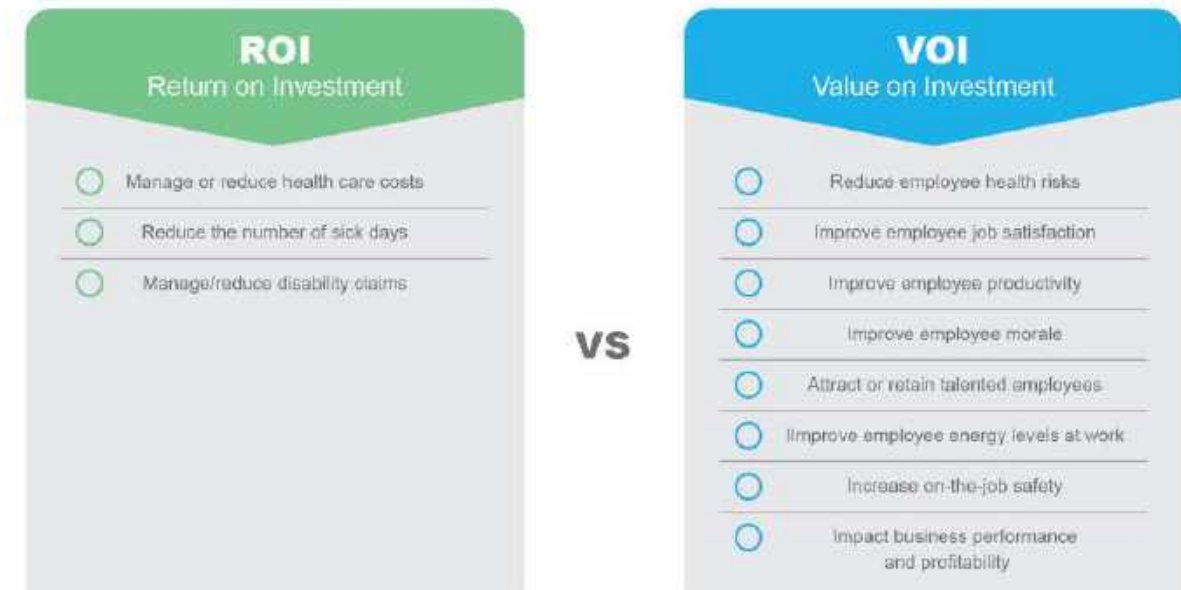 ROI
Return on Investment
Manage or reduce health care costs
Reduce the number of sick days
Manage/reduce disability claims
vs
VOI
Value on Investment
Reduce employee health risks
Improve employee job satisfaction
Improve employee productivity
Improve employee morale
Attract or retain talented employees
IImprove employee energy levels at work
Increase on-the-job safety
Impact business performance
and profitability